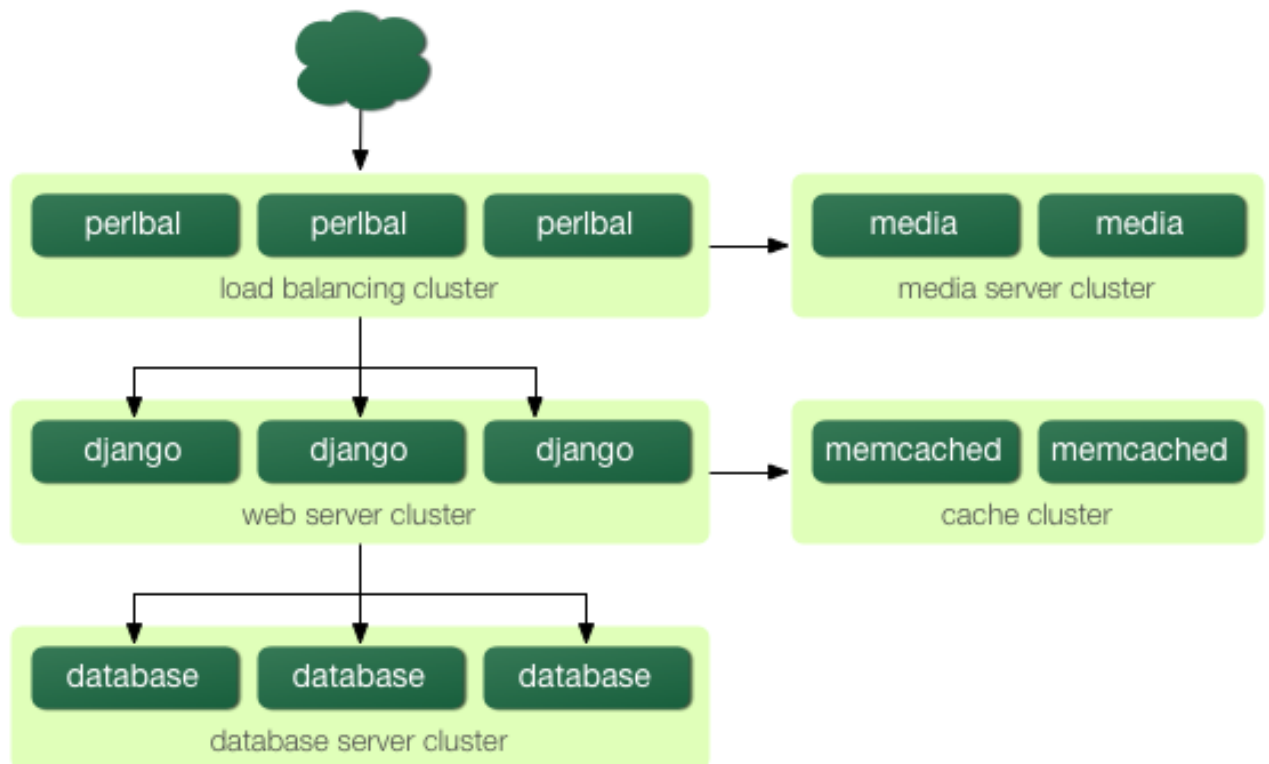 perlbal perlbal perlbal media media
load balancing cluster media server cluster
django django django memcached memcached
web server cluster cache cluster
database database database
database server cluster